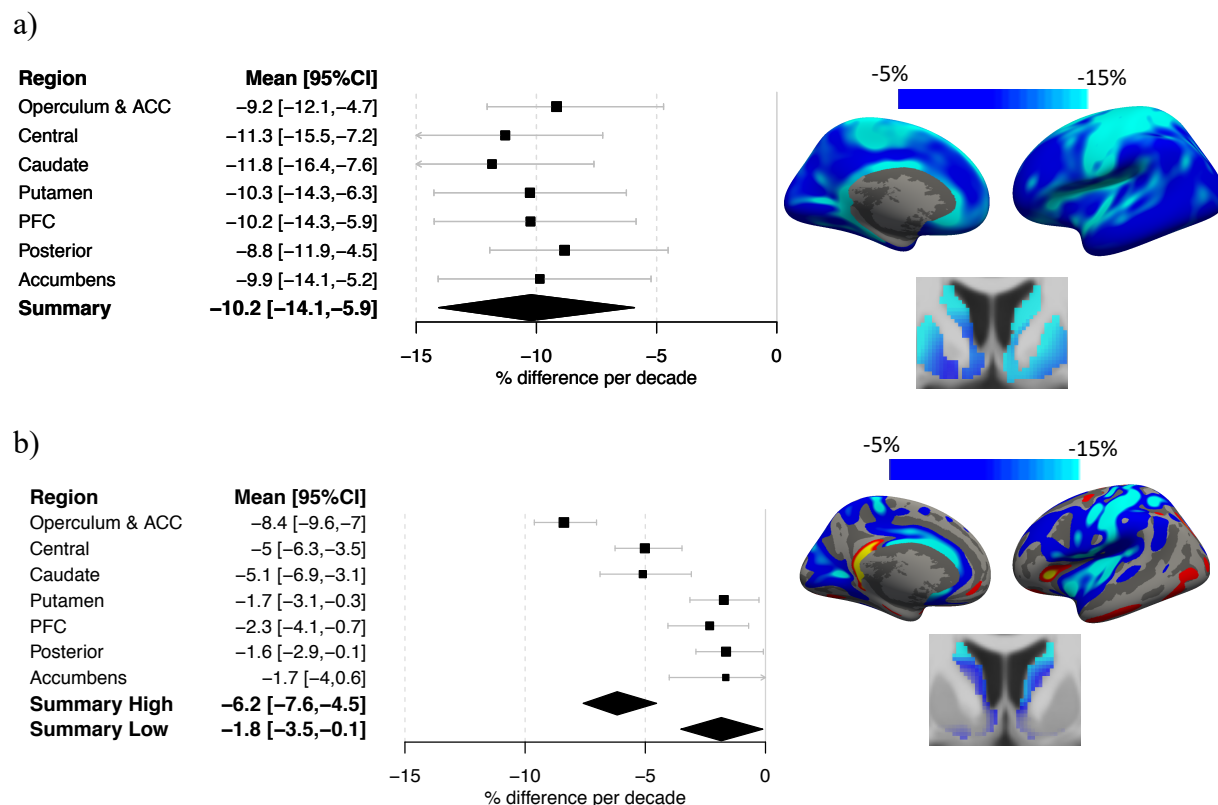 a)
Region Mean [95%CI]
Operculum & ACC −9.2 [−12.1,−4.7]
Central −11.3 [−15.5,−7.2]
Caudate −11.8 [−16.4,−7.6]
Putamen −10.3 [−14.3,−6.3]
PFC −10.2 [−14.3,−5.9]
Posterior −8.8 [−11.9,−4.5]
Accumbens −9.9 [−14.1,−5.2]
Summary −10.2 [−14.1,−5.9]
−15 −10 −5 0
% difference per decade
-5% -15%
b)
Region Mean [95%CI]
Operculum & ACC −8.4 [−9.6,−7]
Central −5 [−6.3,−3.5]
Caudate −5.1 [−6.9,−3.1]
Putamen −1.7 [−3.1,−0.3]
PFC −2.3 [−4.1,−0.7]
Posterior −1.6 [−2.9,−0.1]
Accumbens −1.7 [−4,0.6]
Summary High −6.2 [−7.6,−4.5]
Summary Low −1.8 [−3.5,−0.1]
−15 −10 −5 0
% difference per decade
-5% -15%